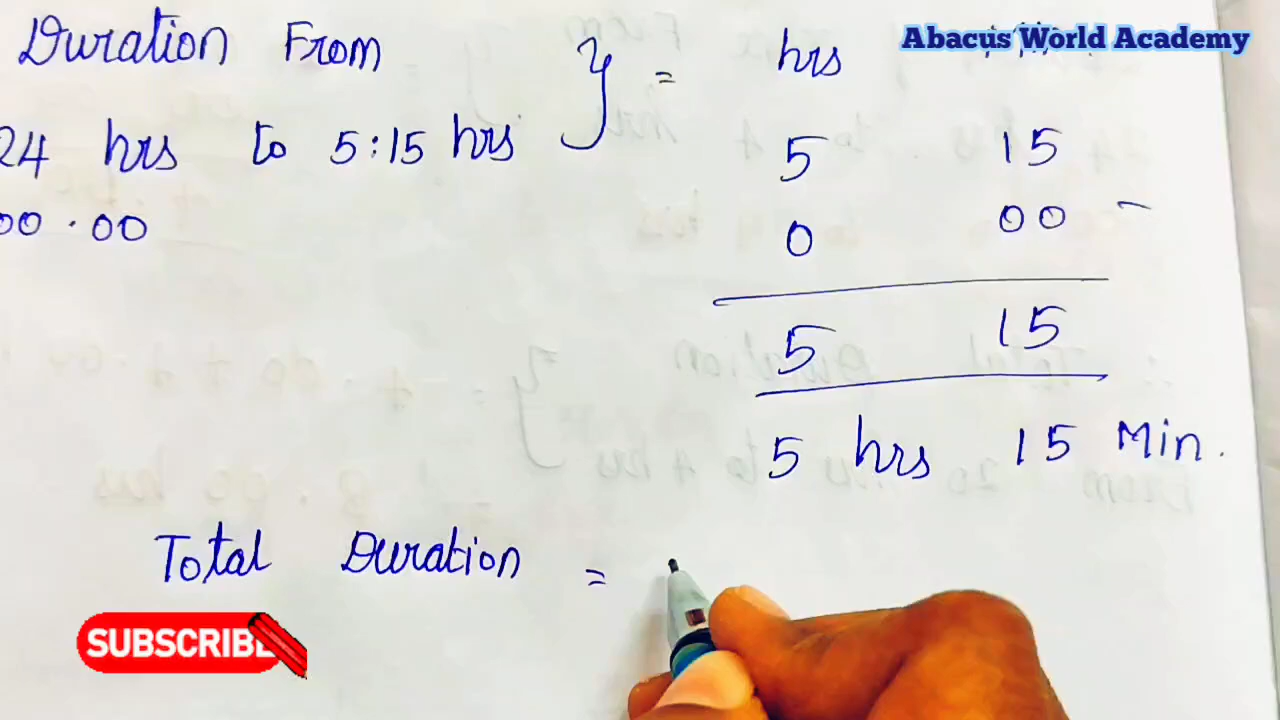 Abacus World Academy
Duration From
24 hrs to 5:15 hrs } = hrs
00.00
5 15
0 00 -
5 15
5 hrs 15 Min.
Total Duration =
SUBSCRIBE